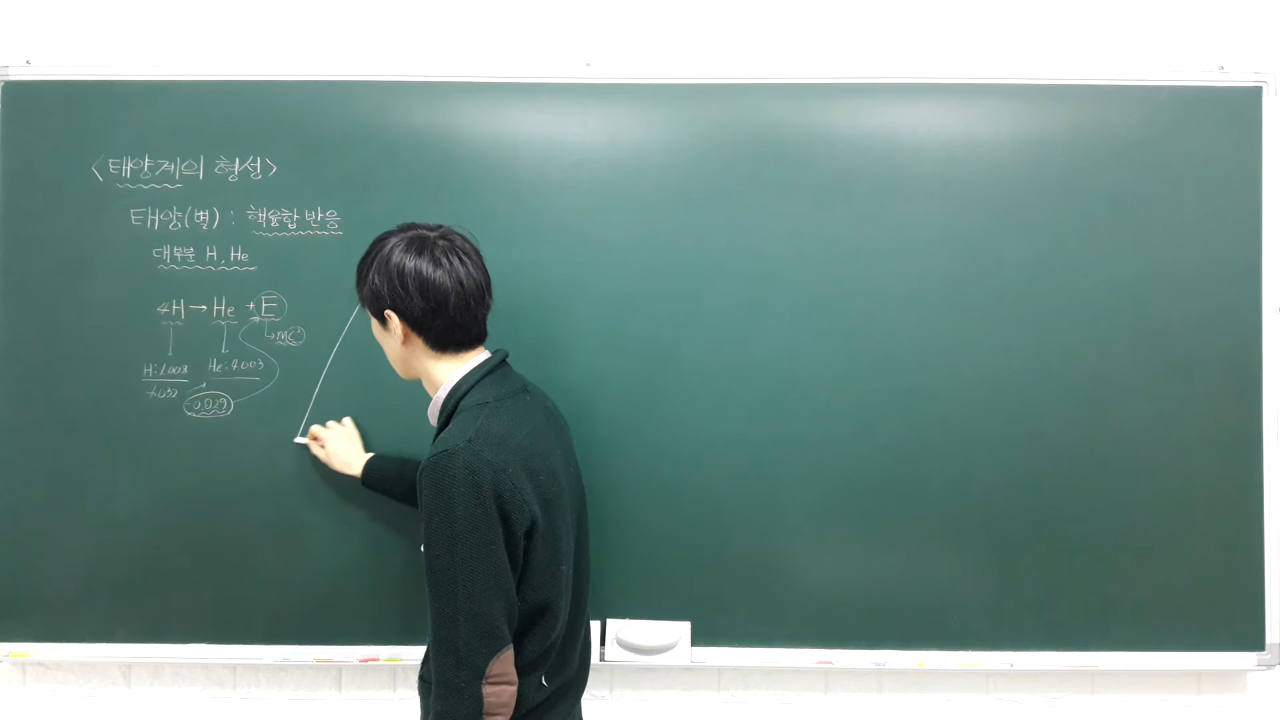 <태양계의 형성>
태양(별) : 핵융합 반응
대부분 H, He
4H → He + E
mc²
H : 1.008 He : 4.003
4.032
-0.029